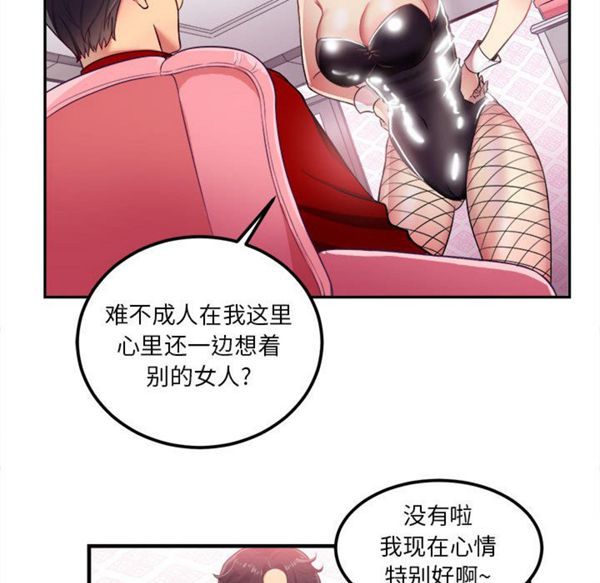 难不成人在我这里
心里还一边想着
别的女人?
没有啦
我现在心情
特别好啊~